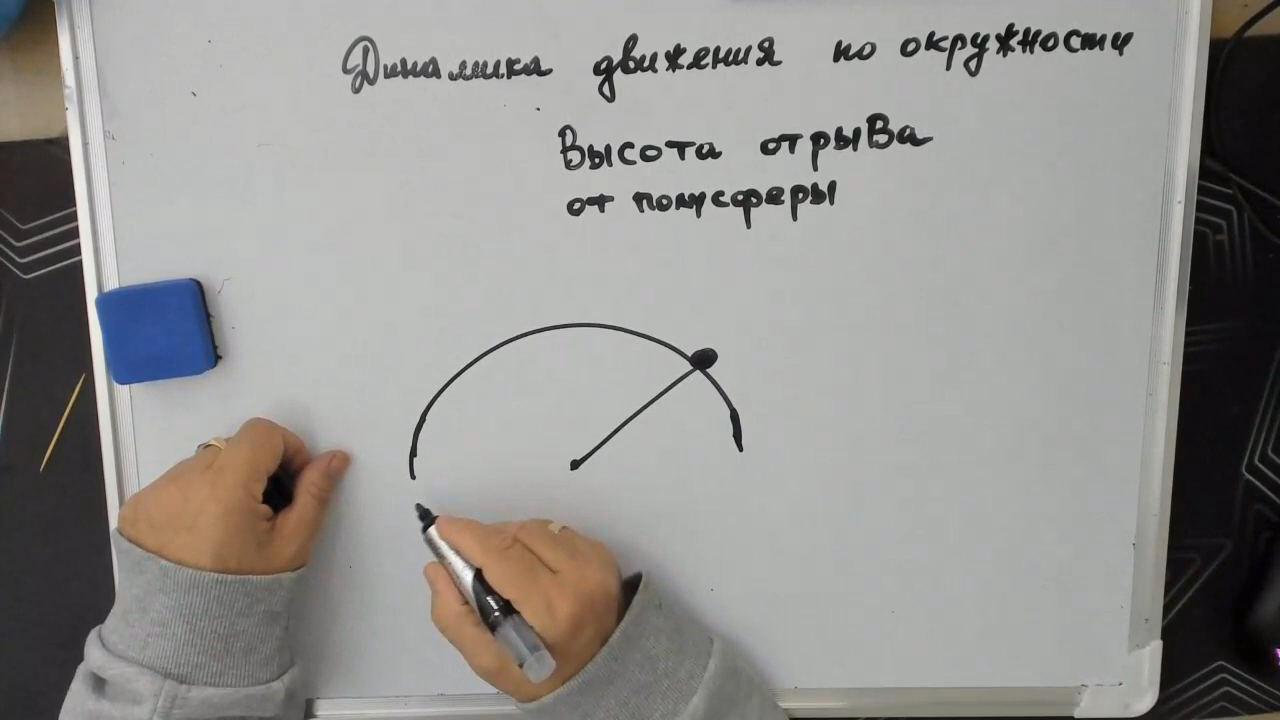 Динамика движения по окружности
Высота отрыва
от полусферы